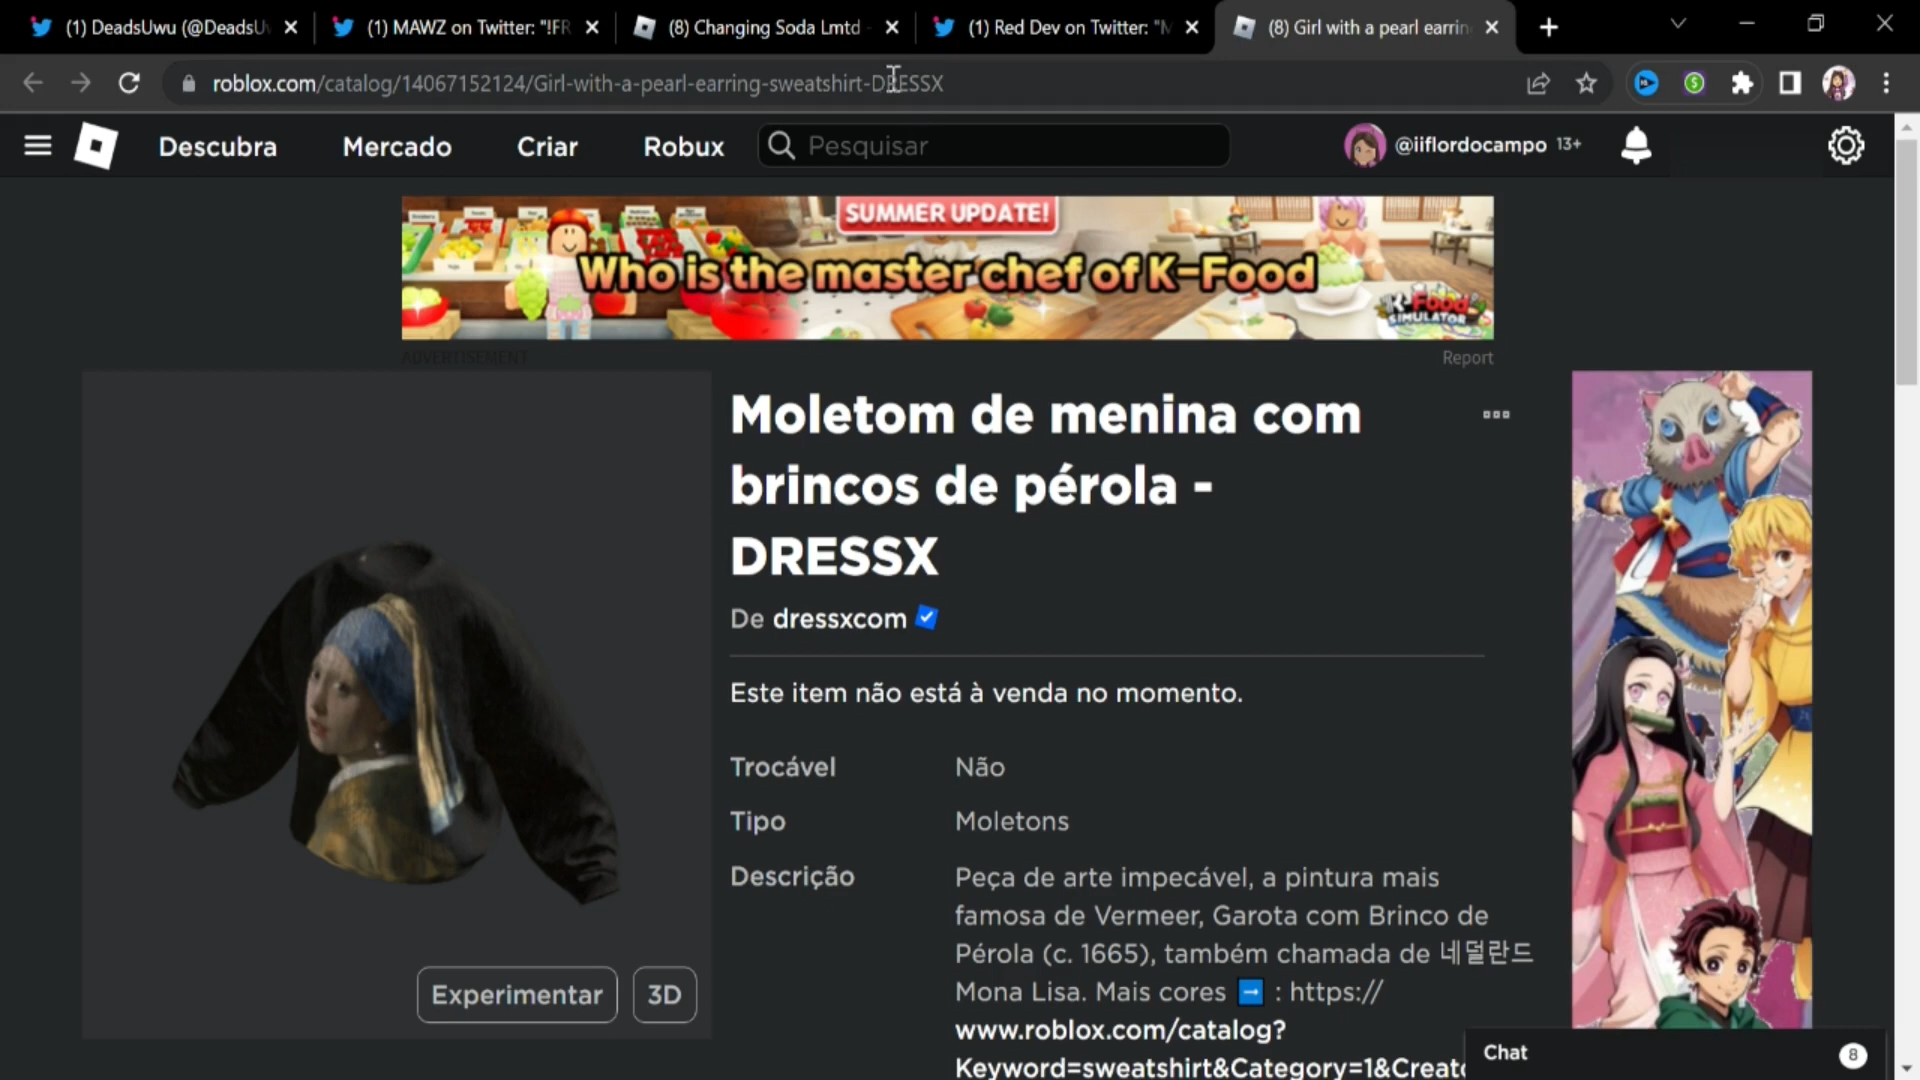 (1) DeadsUwu (@DeadsUw
(1) MAWZ on Twitter: "!FR
(8) Changing Soda Lmtd -
(1) Red Dev on Twitter: "M
(8) Girl with a pearl earrin
roblox.com/catalog/14067152124/Girl-with-a-pearl-earring-sweatshirt-DRESSX
Descubra
Mercado
Criar
Robux
Pesquisar
@iiflordocampo 13+
SUMMER UPDATE!
Who is the master chef of K-Food
K-Food
SIMULATOR
ADVERTISEMENT
Report
Moletom de menina com
brincos de pérola -
DRESSX
De dressxcom
Este item não está à venda no momento.
Trocável Não
Tipo Moletons
Descrição Peça de arte impecável, a pintura mais
famosa de Vermeer, Garota com Brinco de
Pérola (c. 1665), também chamada de 네덜란드
Mona Lisa. Mais cores ➡ : https://
www.roblox.com/catalog?
Keyword=sweatshirt&Category=1&Creato
Experimentar
3D
Chat
8